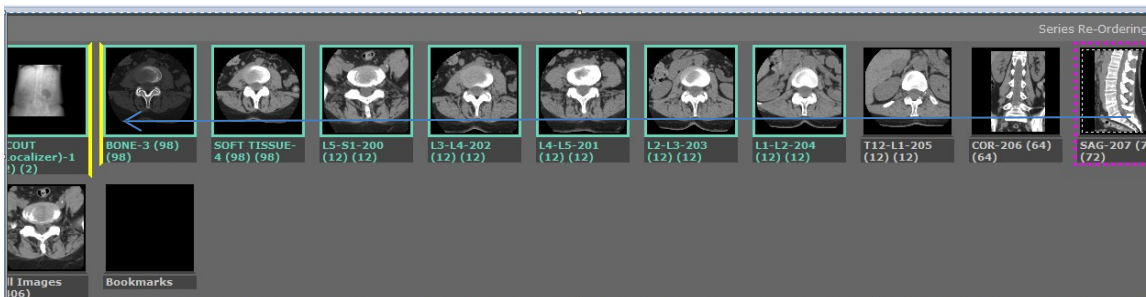 Series Re-Ordering
COUT
ocalizer)-1
) (2)
BONE-3 (98)
(98)
SOFT TISSUE-
4 (98) (98)
L5-S1-200
(12) (12)
L3-L4-202
(12) (12)
L4-L5-201
(12) (12)
L2-L3-203
(12) (12)
L1-L2-204
(12) (12)
T12-L1-205
(12) (12)
COR-206 (64)
(64)
SAG-207 (7
(72)
ll Images
406)
Bookmarks